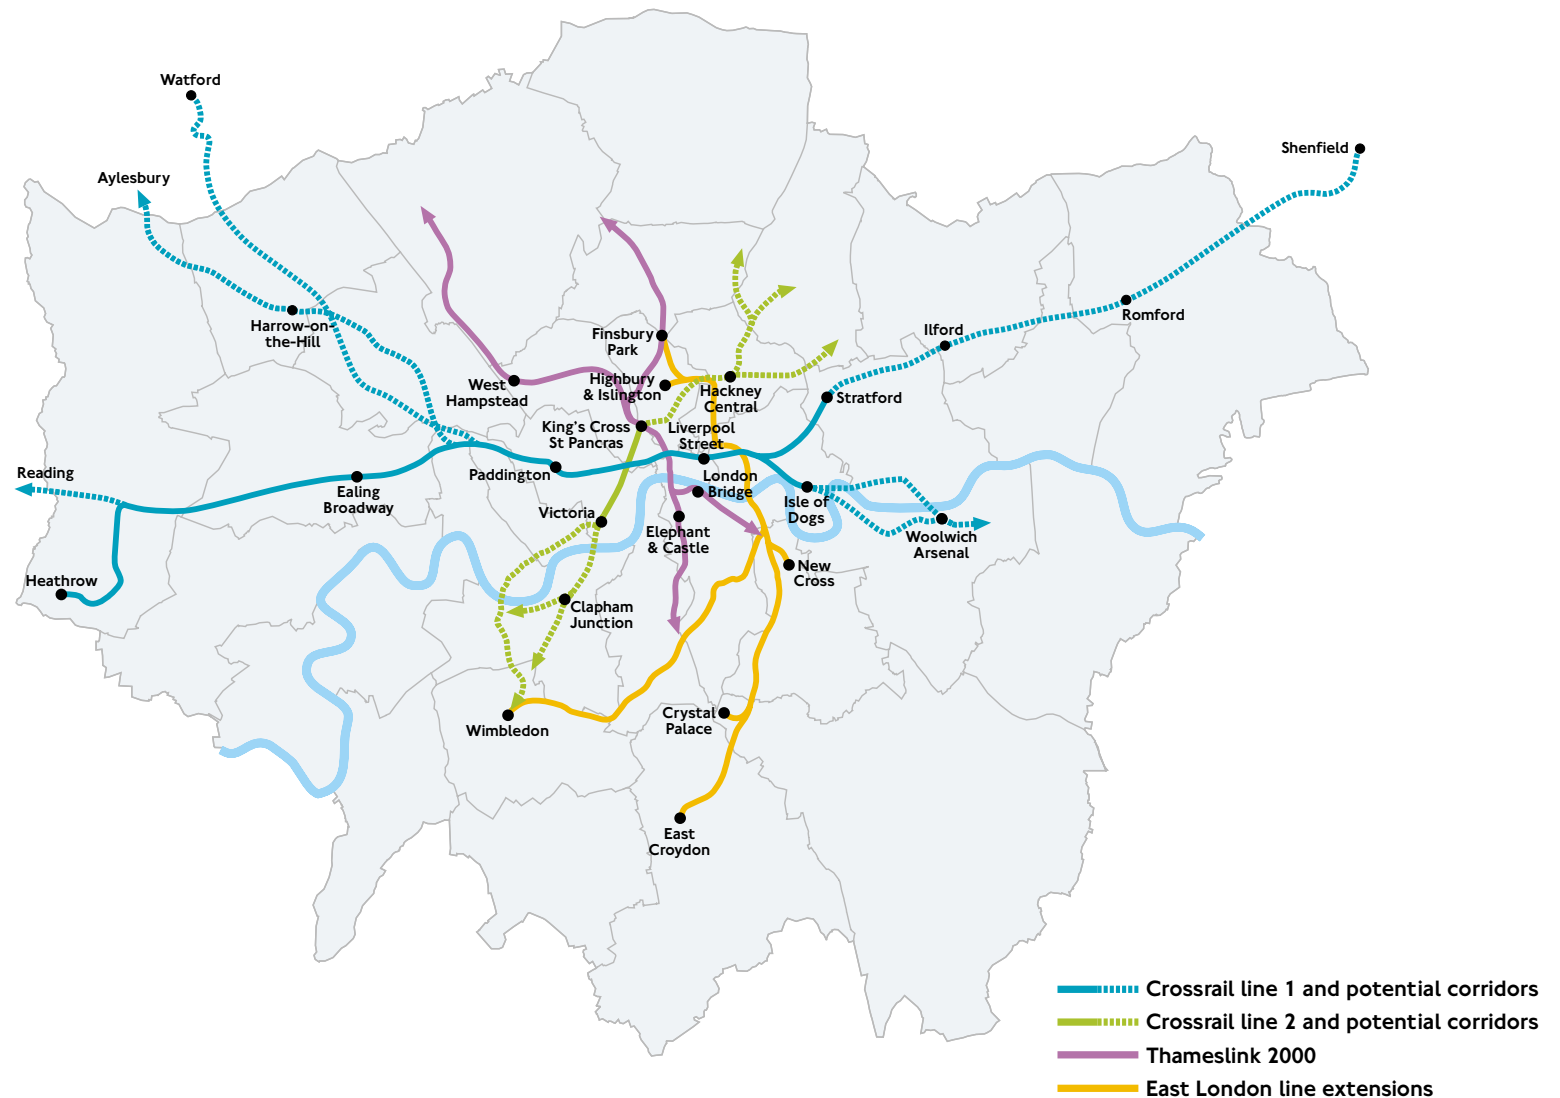 Watford
Shenfield
Aylesbury
Romford
Harrow-on-
the-Hill
Ilford
Finsbury
Park
West
Hampstead
Highbury
& Islington
Hackney
Central
Stratford
King's Cross
St Pancras
Liverpool
Street
Reading
Paddington
London
Bridge
Ealing
Broadway
Isle of
Dogs
Victoria
Elephant
& Castle
Woolwich
Arsenal
Heathrow
New
Cross
Clapham
Junction
Crystal
Palace
Wimbledon
East
Croydon
Crossrail line 1 and potential corridors
Crossrail line 2 and potential corridors
Thameslink 2000
East London line extensions